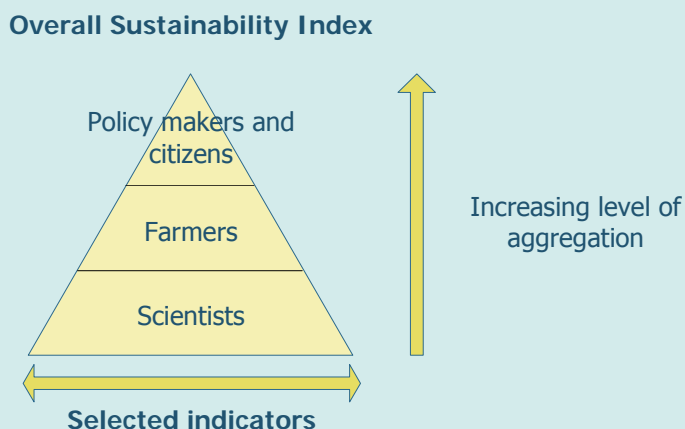 Overall Sustainability Index
Policy makers and
citizens
Farmers
Scientists
Increasing level of
aggregation
Selected indicators